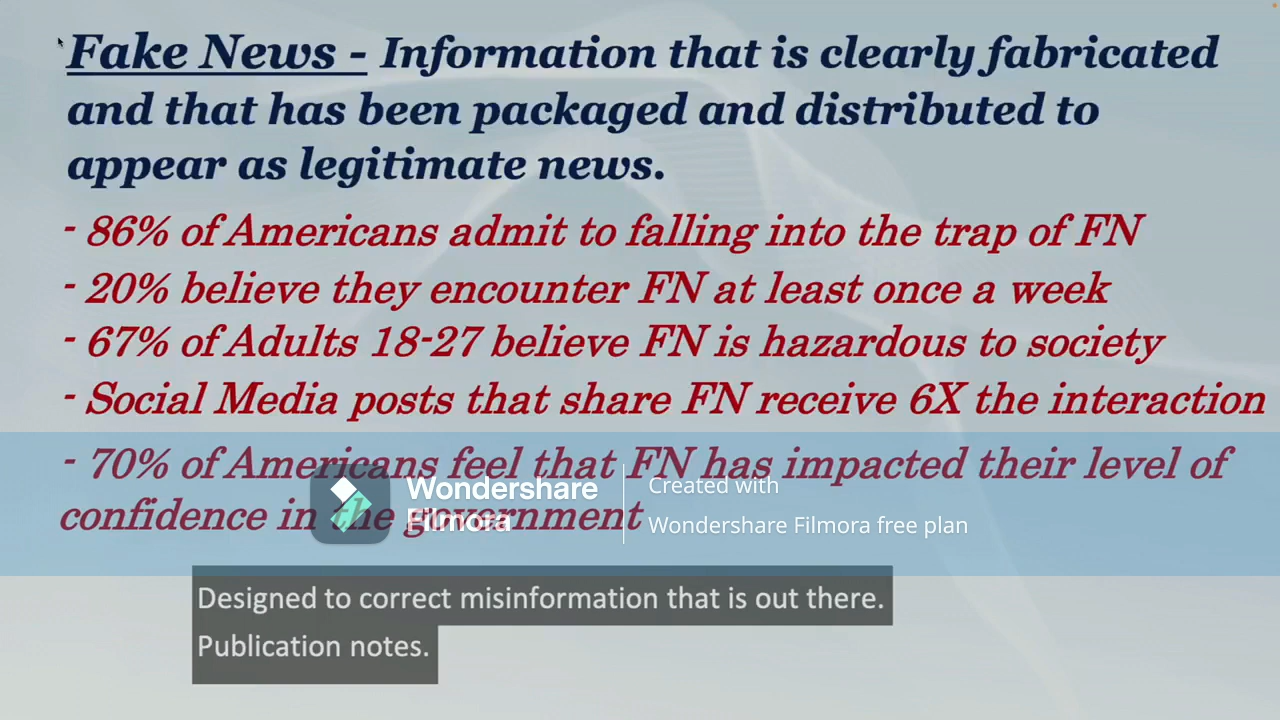 Fake News - Information that is clearly fabricated
and that has been packaged and distributed to
appear as legitimate news.
- 86% of Americans admit to falling into the trap of FN
- 20% believe they encounter FN at least once a week
- 67% of Adults 18-27 believe FN is hazardous to society
- Social Media posts that share FN receive 6X the interaction
- 70% of Americans feel that FN has impacted their level of
confidence in the government
Wondershare
Filmora
Created with
Wondershare Filmora free plan
Designed to correct misinformation that is out there.
Publication notes.